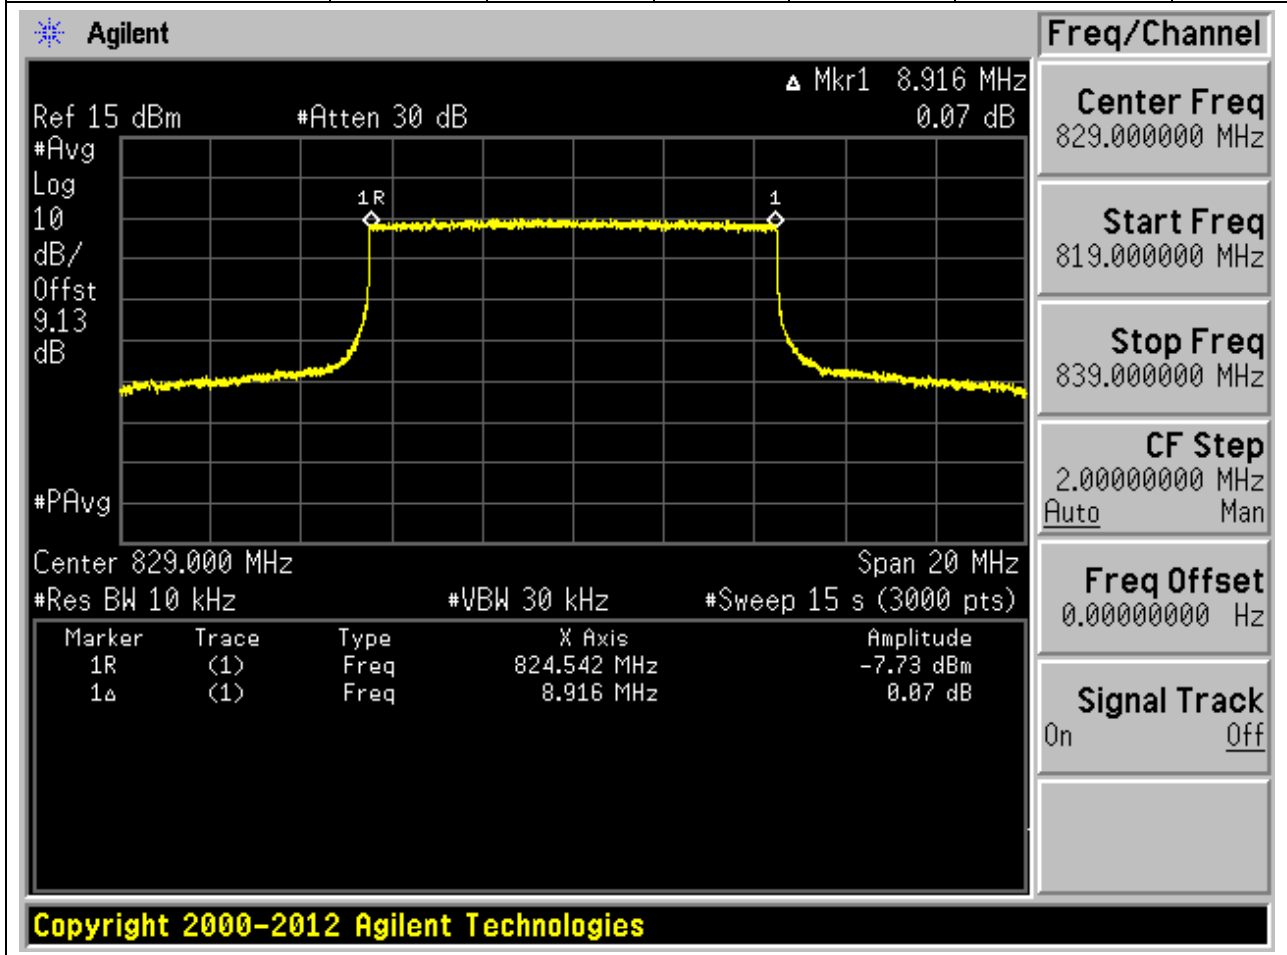 Agilent
Freq/Channel
Δ Mkr1 8.916 MHz
Ref 15 dBm #Atten 30 dB 0.07 dB
#Avg
Log
10
dB/
Offst
9.13
dB
#PAvg
1R
1
Center 829.000 MHz Span 20 MHz
#Res BW 10 kHz #VBW 30 kHz #Sweep 15 s (3000 pts)
Marker Trace Type X Axis Amplitude
1R (1) Freq 824.542 MHz -7.73 dBm
1Δ (1) Freq 8.916 MHz 0.07 dB
Center Freq
829.000000 MHz
Start Freq
819.000000 MHz
Stop Freq
839.000000 MHz
CF Step
2.00000000 MHz
Auto Man
Freq Offset
0.00000000 Hz
Signal Track
On Off
Copyright 2000-2012 Agilent Technologies